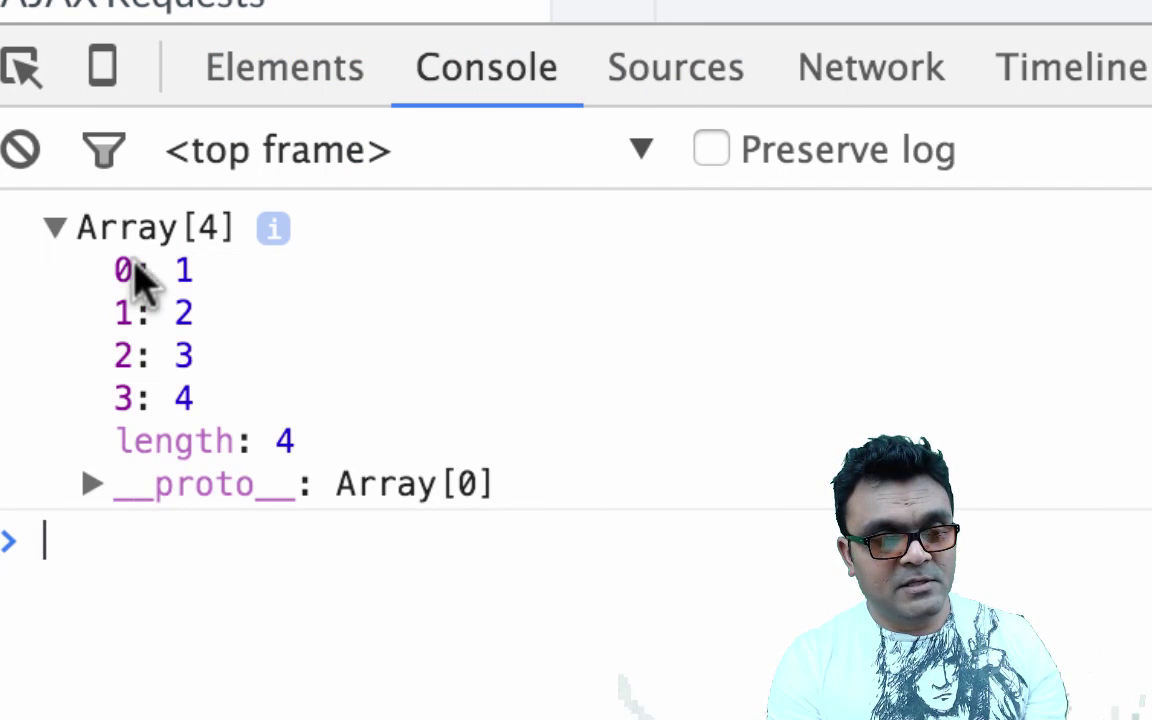 AJAX Requests
Elements Console Sources Network Timeline
<top frame> ▼ Preserve log
▼ Array[4] i
0: 1
1: 2
2: 3
3: 4
length: 4
▶ __proto__: Array[0]
>